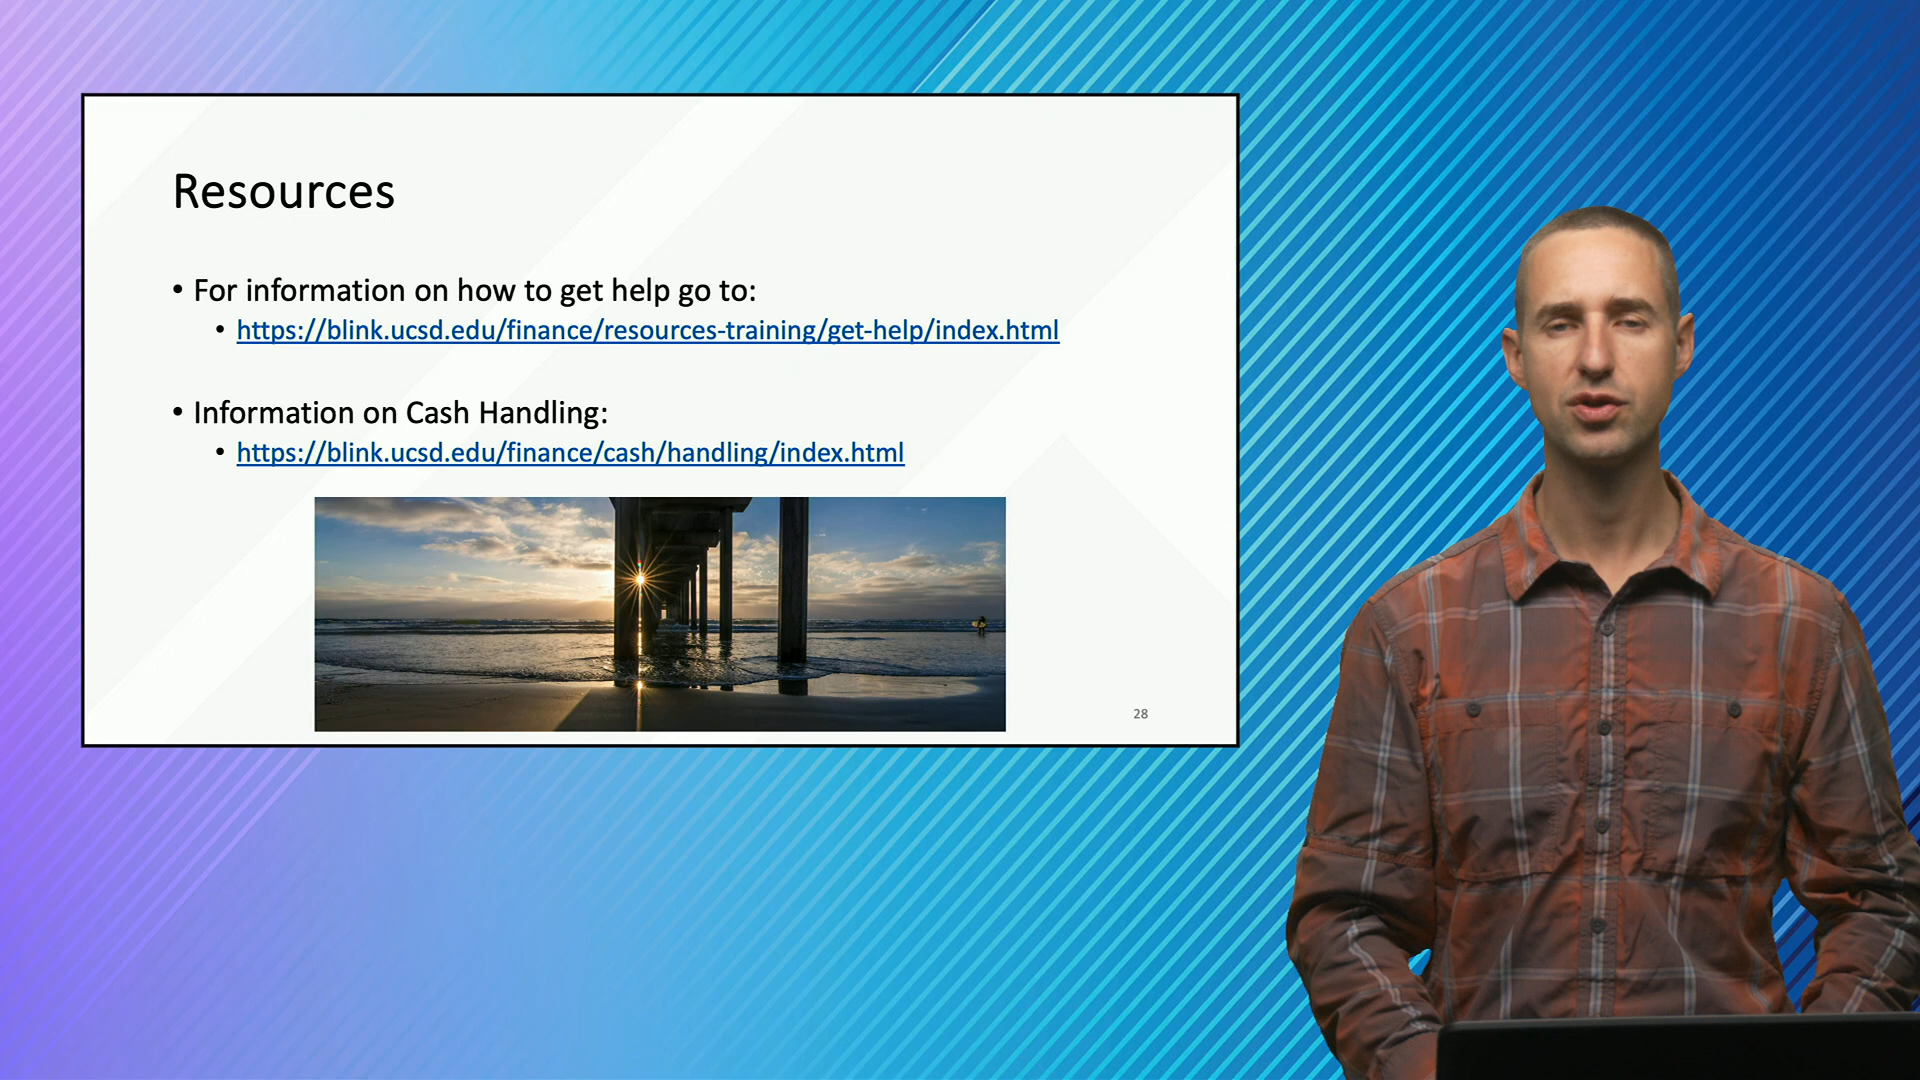 Resources
• For information on how to get help go to:
• https://blink.ucsd.edu/finance/resources-training/get-help/index.html
• Information on Cash Handling:
• https://blink.ucsd.edu/finance/cash/handling/index.html
28